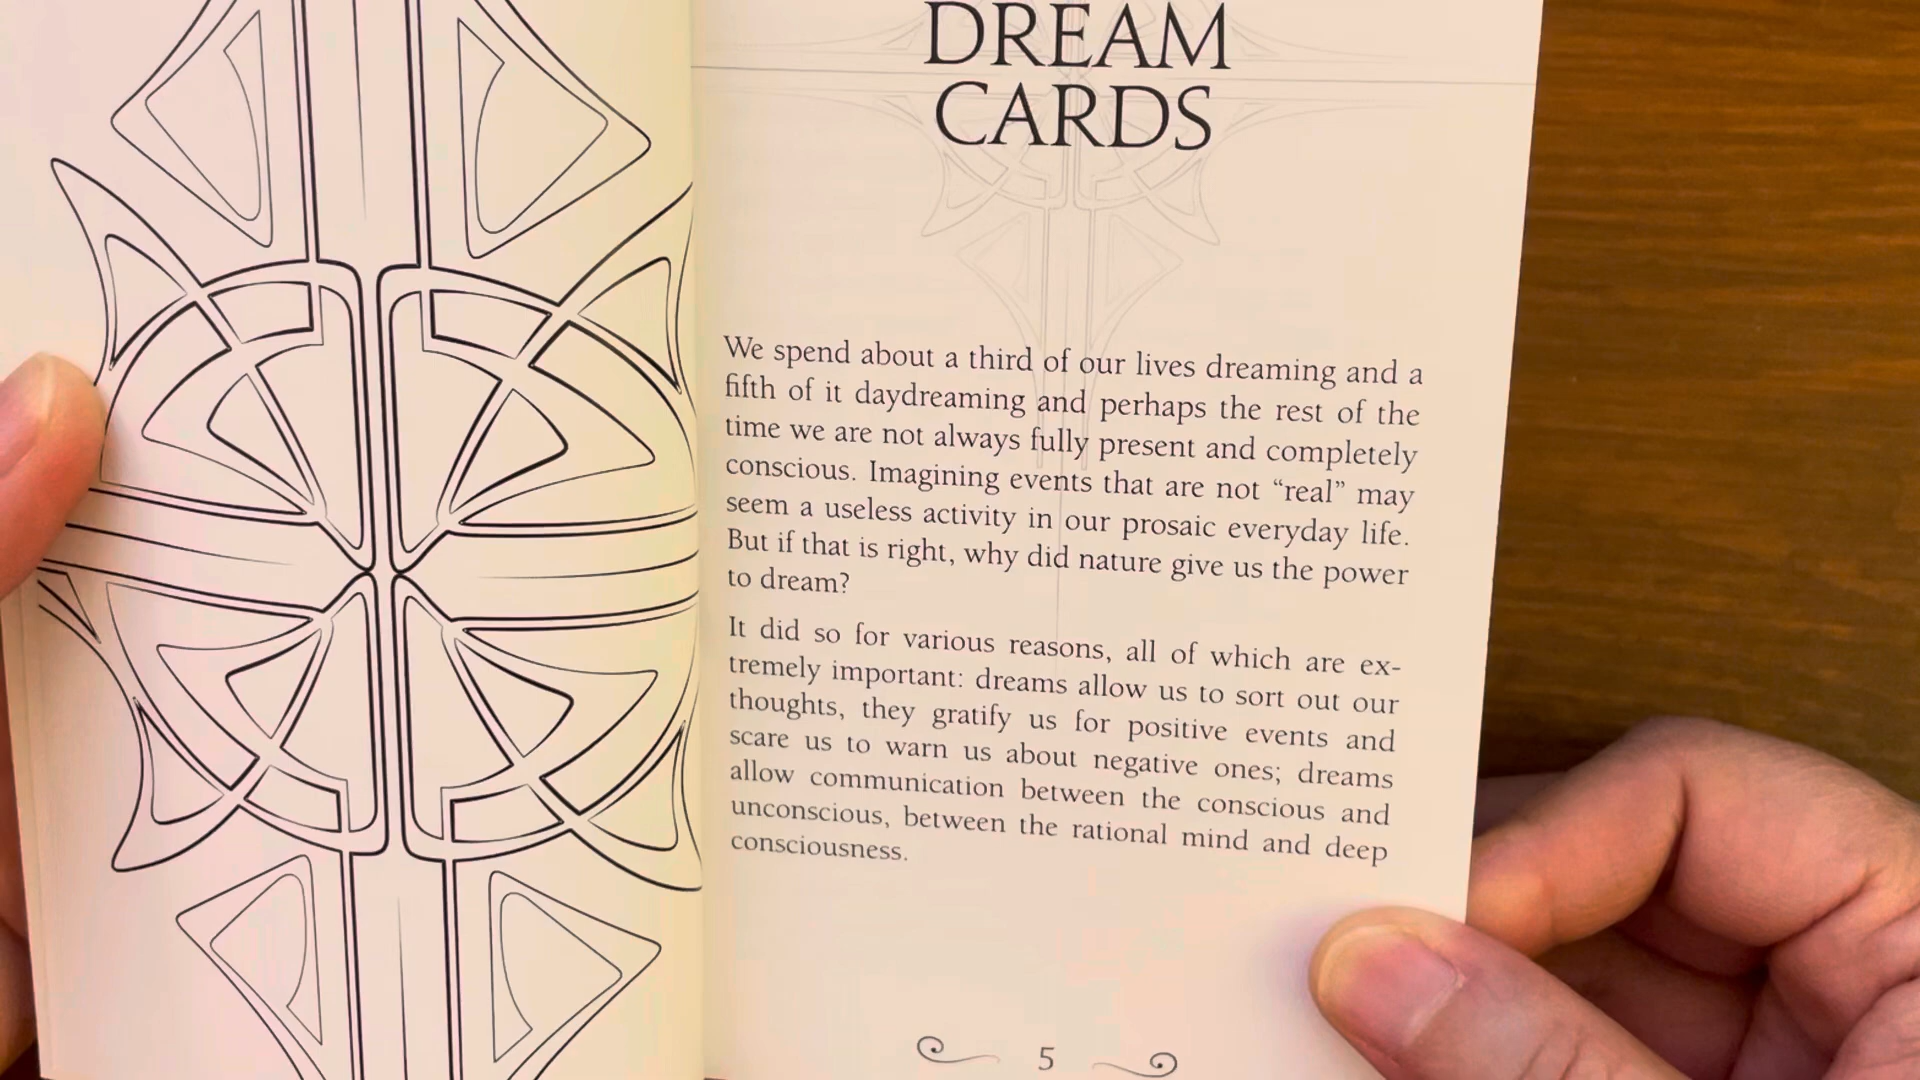 DREAM
CARDS
We spend about a third of our lives dreaming and a
fifth of it daydreaming and perhaps the rest of the
time we are not always fully present and completely
conscious. Imagining events that are not “real” may
seem a useless activity in our prosaic everyday life.
But if that is right, why did nature give us the power
to dream?
It did so for various reasons, all of which are ex-
tremely important: dreams allow us to sort out our
thoughts, they gratify us for positive events and
scare us to warn us about negative ones; dreams
allow communication between the conscious and
unconscious, between the rational mind and deep
consciousness.
5